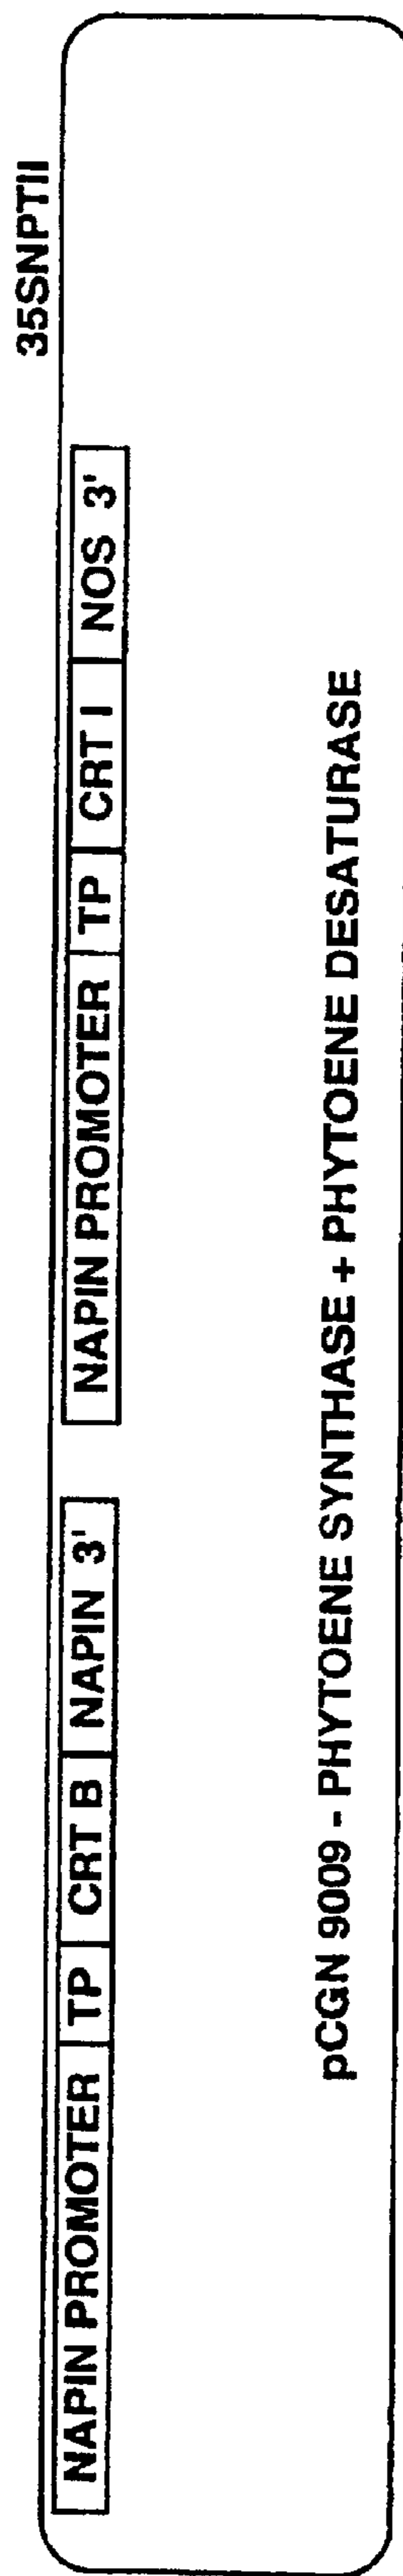 35SNPTII
NAPIN PROMOTER TP CRT B NAPIN 3' NAPIN PROMOTER TP CRT I NOS 3'
pCGN 9009 - PHYTOENE SYNTHASE + PHYTOENE DESATURASE